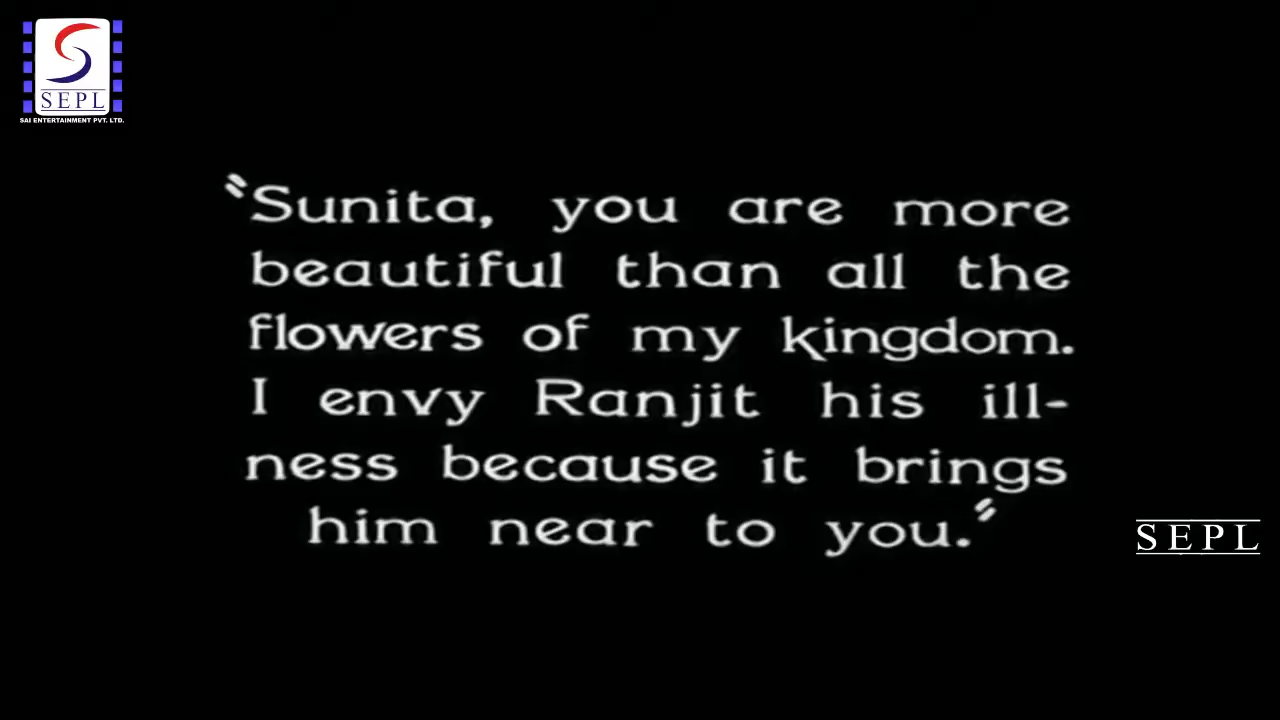 SEPL
SAI ENTERTAINMENT PVT. LTD.
"Sunita, you are more
beautiful than all the
flowers of my kingdom.
I envy Ranjit his ill-
ness because it brings
him near to you."
SEPL